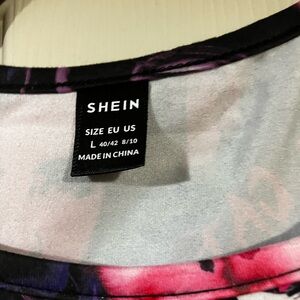 SHEIN
SIZE EU US
L 40/42 8/10
MADE IN CHINA